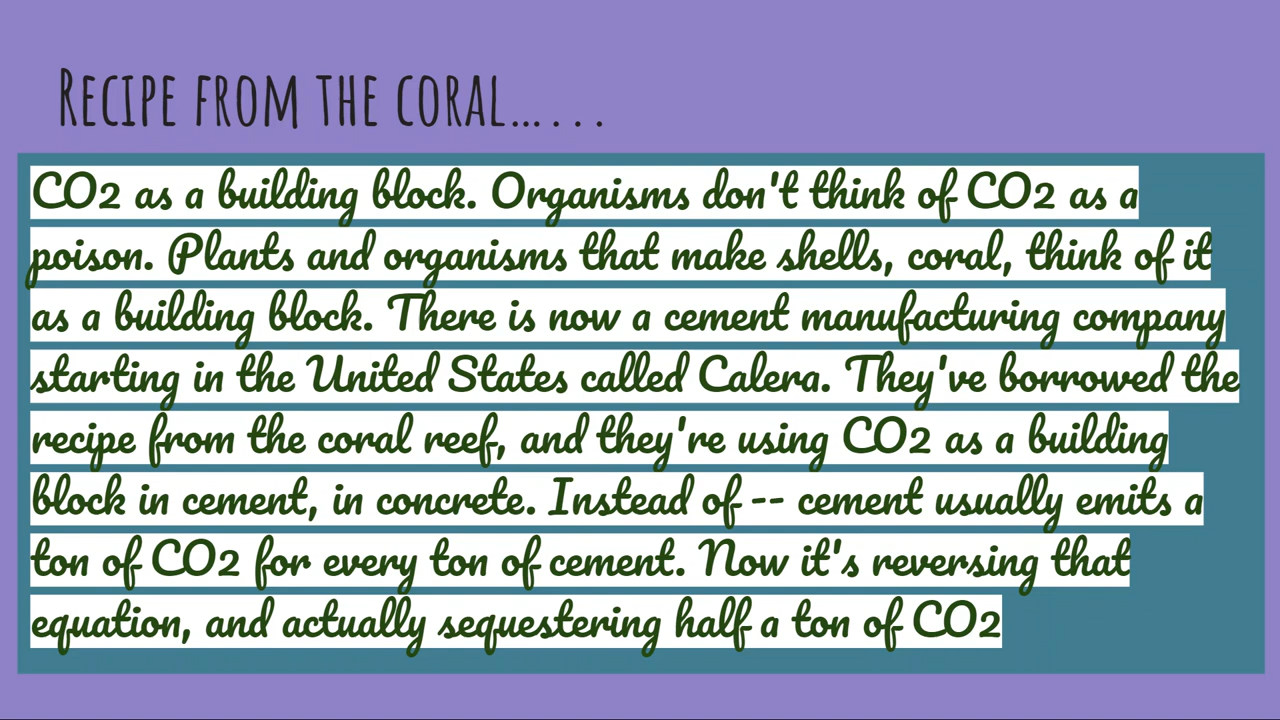 Recipe from the coral…...
CO2 as a building block. Organisms don't think of CO2 as a
poison. Plants and organisms that make shells, coral, think of it
as a building block. There is now a cement manufacturing company
starting in the United States called Calera. They've borrowed the
recipe from the coral reef, and they're using CO2 as a building
block in cement, in concrete. Instead of -- cement usually emits a
ton of CO2 for every ton of cement. Now it's reversing that
equation, and actually sequestering half a ton of CO2